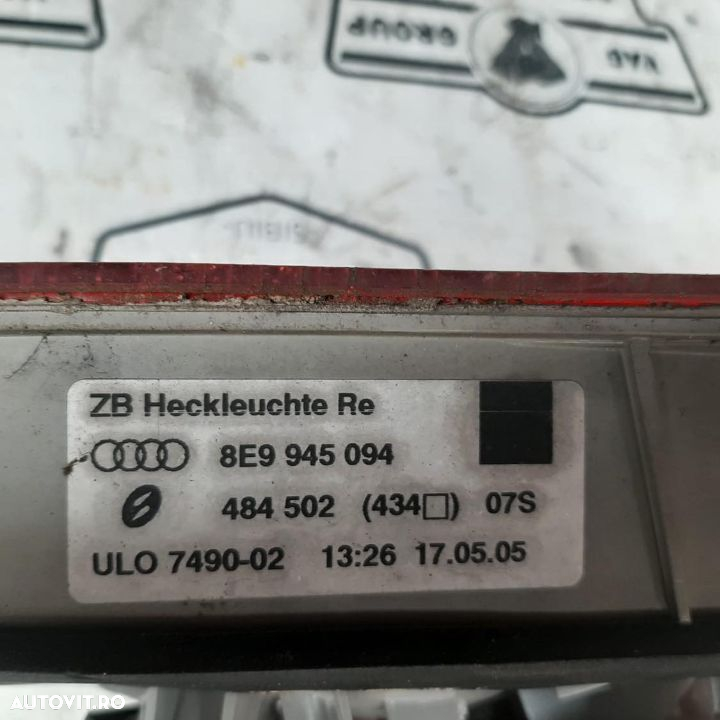 VAG
GROUP
ZB Heckleuchte Re
8E9 945 094
484 502 (434□) 07S
ULO 7490-02 13:26 17.05.05
AUTOVIT.RO